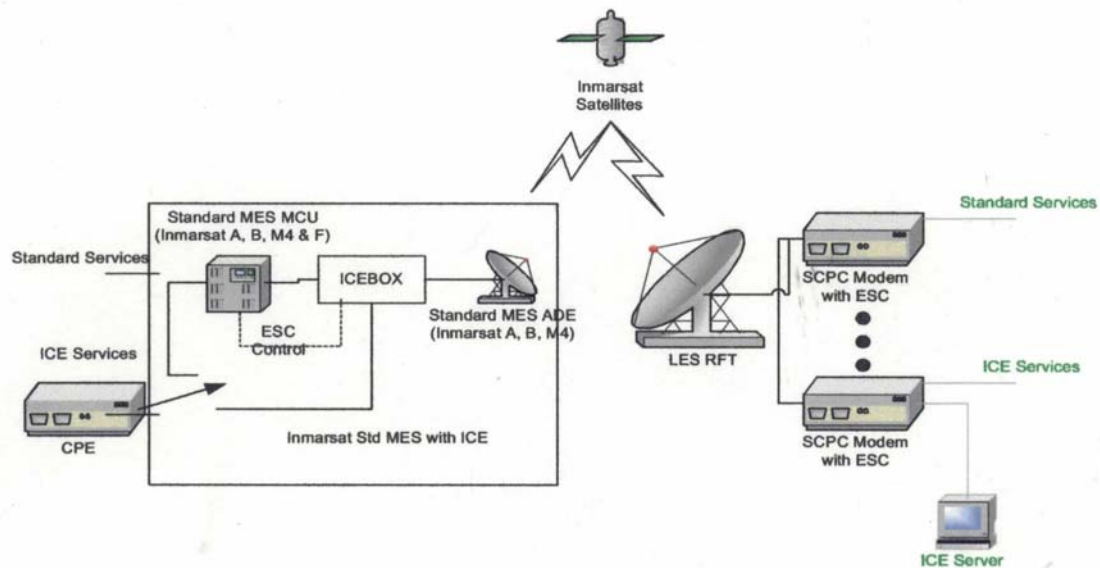 Inmarsat
Satellites
Standard MES MCU
(Inmarsat A, B, M4 & F)
Standard Services
ICEBOX
Standard MES ADE
(Inmarsat A, B, M4)
ESC
Control
ICE Services
CPE
Inmarsat Std MES with ICE
LES RFT
Standard Services
SCPC Modem
with ESC
ICE Services
SCPC Modem
with ESC
ICE Server